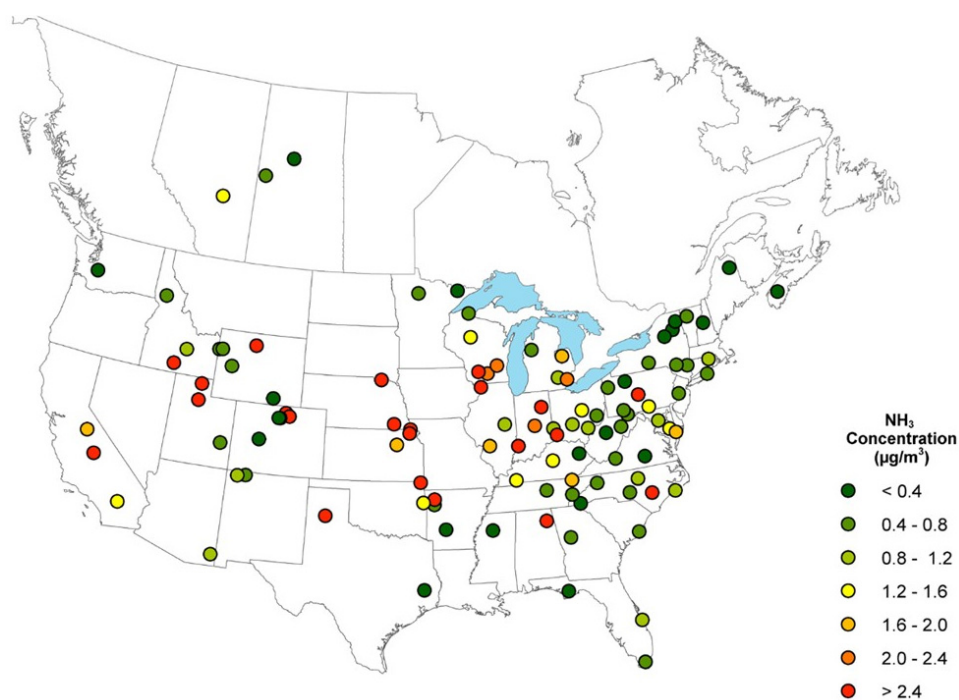 NH₃
Concentration
(μg/m³)
< 0.4
0.4 - 0.8
0.8 - 1.2
1.2 - 1.6
1.6 - 2.0
2.0 - 2.4
> 2.4